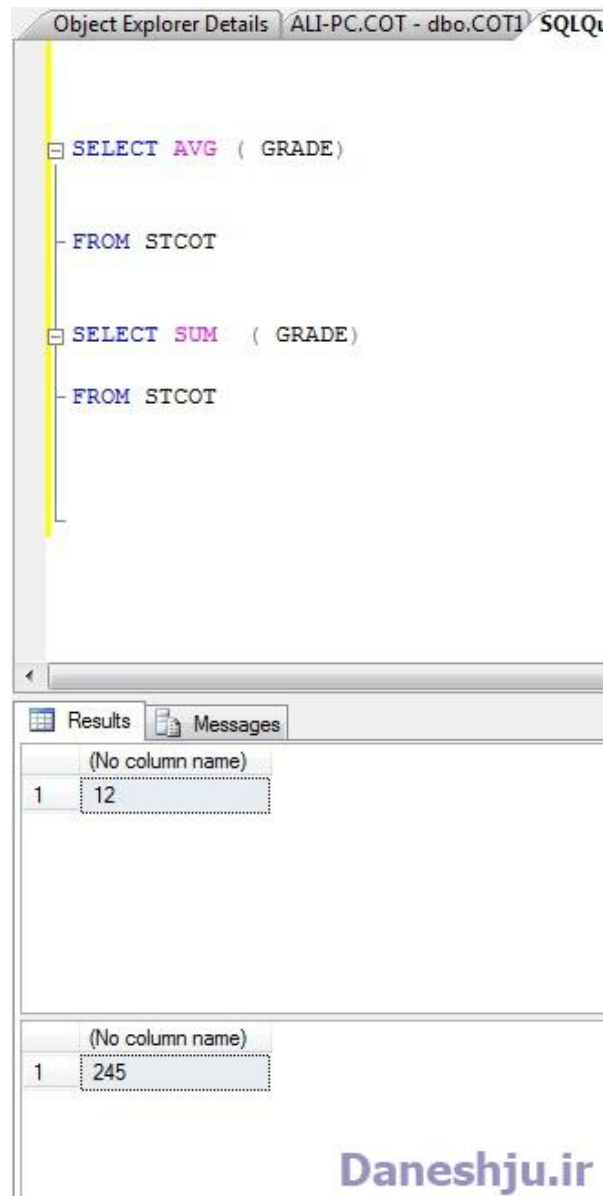 Object Explorer Details ALI-PC.COT - dbo.COT1 SQLQu
SELECT AVG ( GRADE)
FROM STCOT
SELECT SUM ( GRADE)
FROM STCOT
Results Messages
(No column name)
1 12
(No column name)
1 245
Daneshju.ir